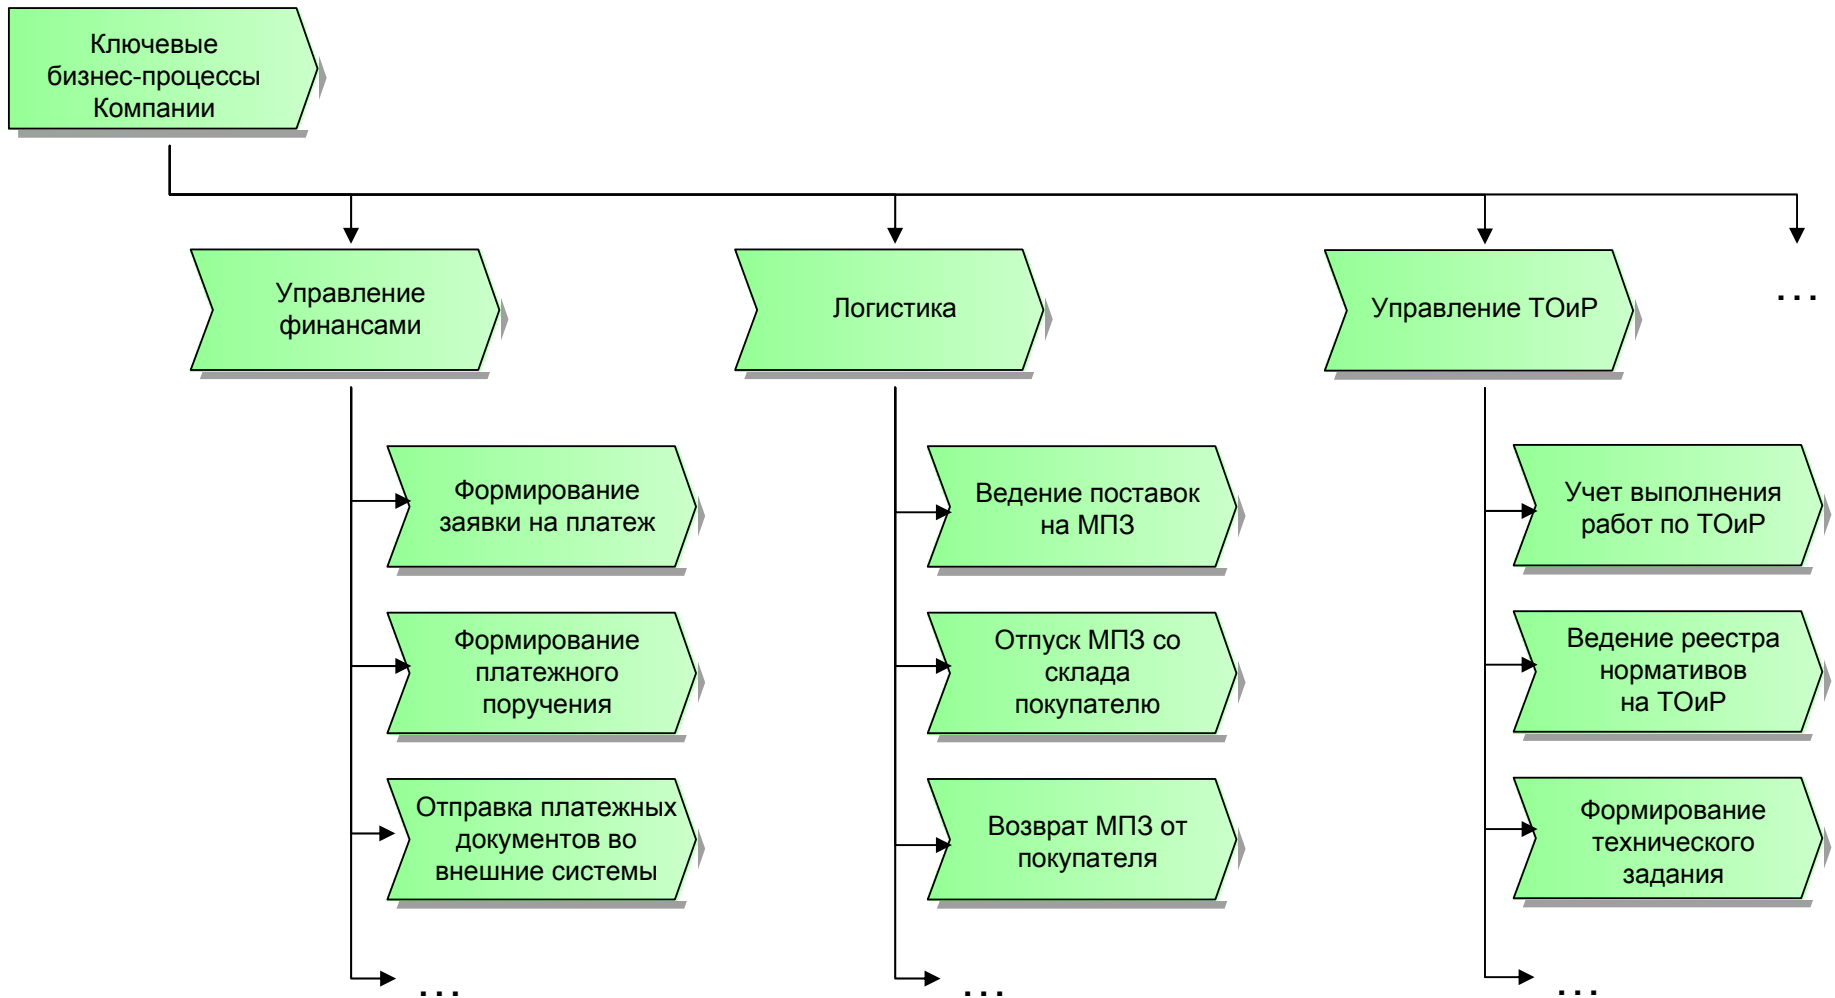 Ключевые
бизнес-процессы
Компании
Управление
финансами
Логистика
Управление ТОиР
...
Формирование
заявки на платеж
Ведение поставок
на МПЗ
Учет выполнения
работ по ТОиР
Формирование
платежного
поручения
Отпуск МПЗ со
склада
покупателю
Ведение реестра
нормативов
на ТОиР
Отправка платежных
документов во
внешние системы
Возврат МПЗ от
покупателя
Формирование
технического
задания
...
...
...